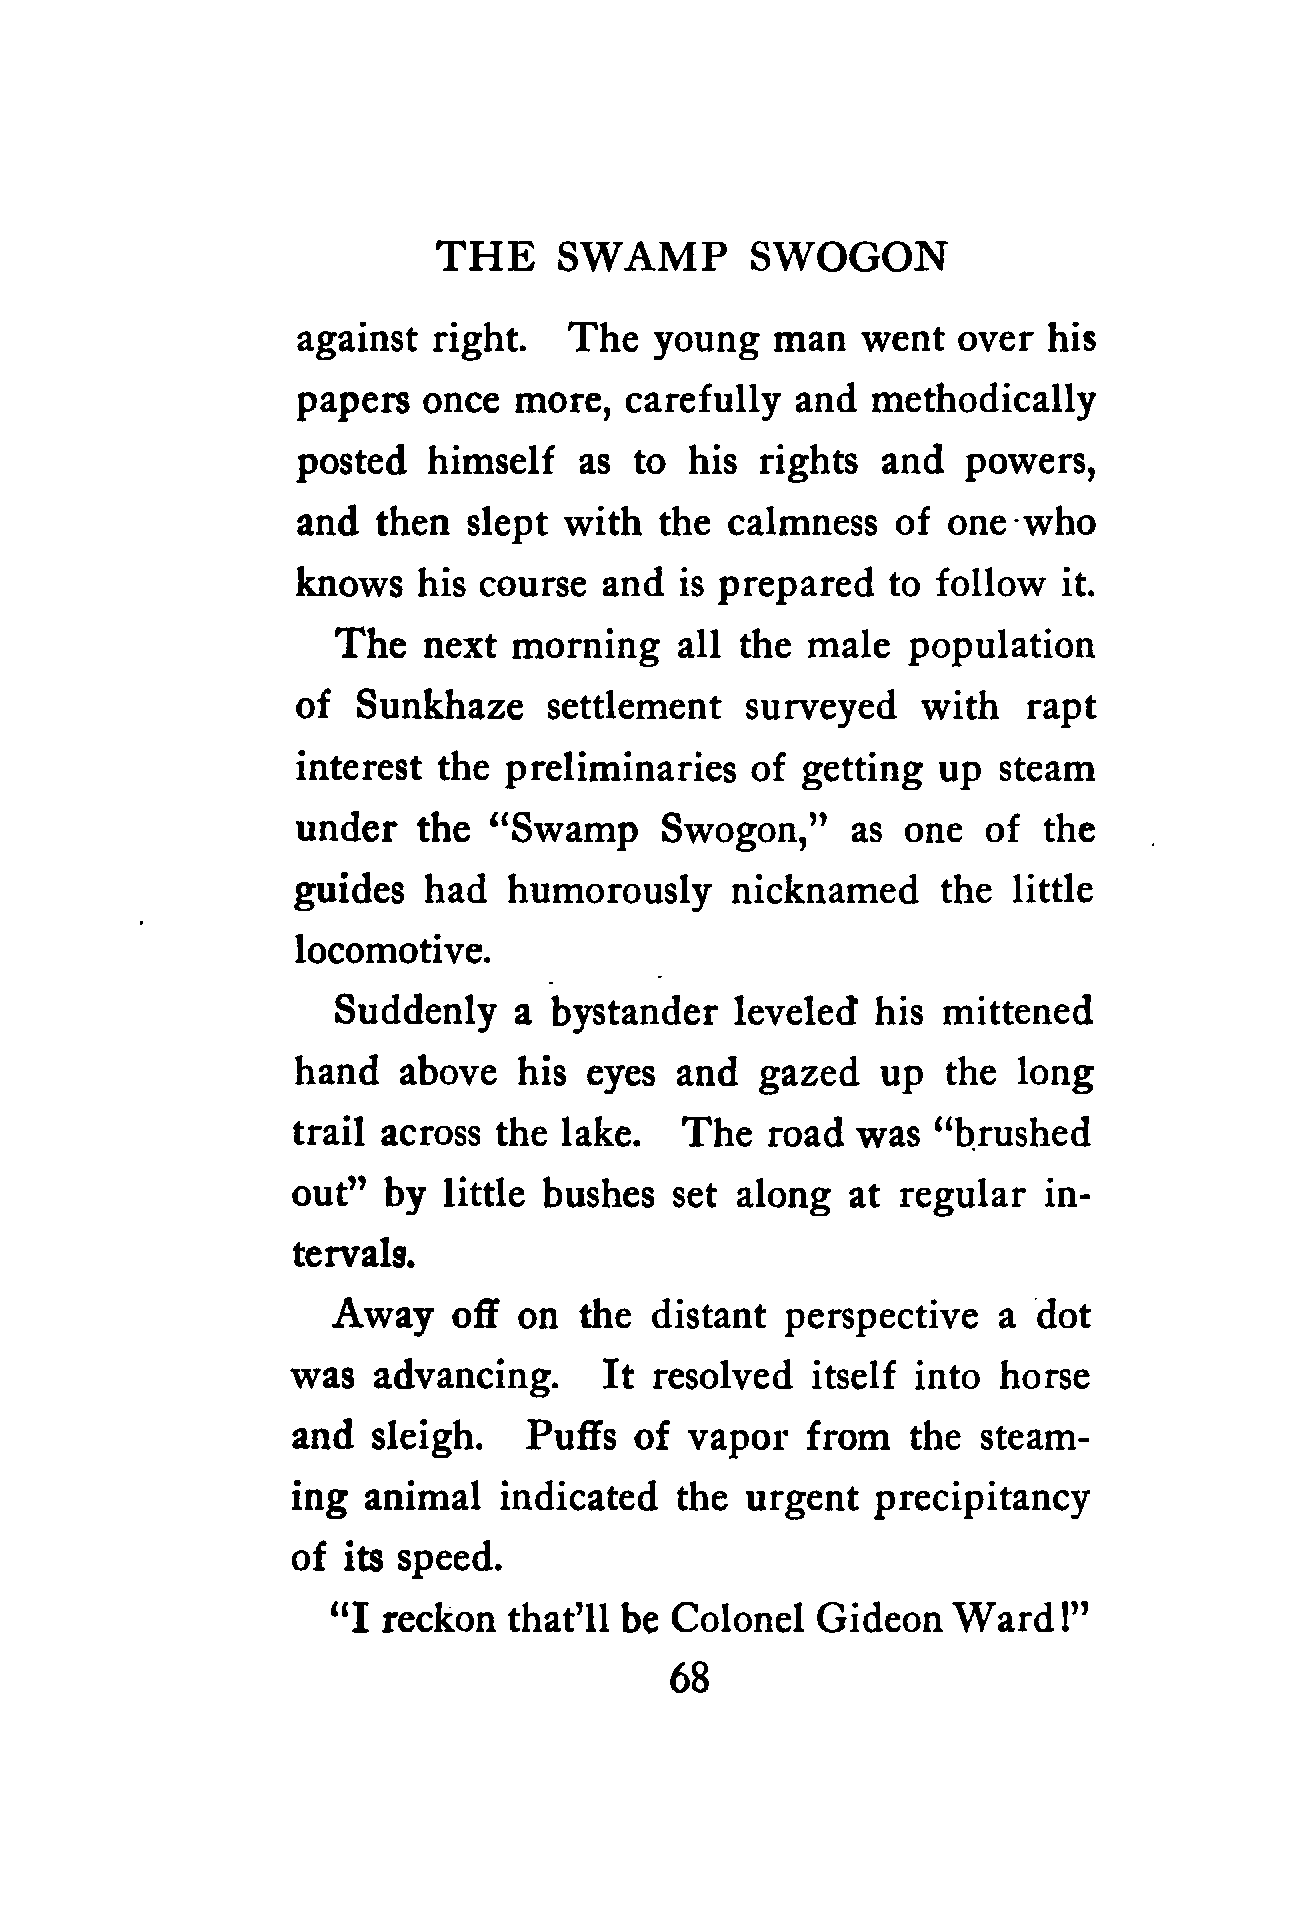 THE SWAMP SWOGON
against right. The young man went over his
papers once more, carefully and methodically
posted himself as to his rights and powers,
and then slept with the calmness of one who
knows his course and is prepared to follow it.
The next morning all the male population
of Sunkhaze settlement surveyed with rapt
interest the preliminaries of getting up steam
under the “Swamp Swogon,” as one of the
guides had humorously nicknamed the little
locomotive.
Suddenly a bystander leveled his mittened
hand above his eyes and gazed up the long
trail across the lake. The road was “brushed
out” by little bushes set along at regular in-
tervals.
Away off on the distant perspective a dot
was advancing. It resolved itself into horse
and sleigh. Puffs of vapor from the steam-
ing animal indicated the urgent precipitancy
of its speed.
“I reckon that’ll be Colonel Gideon Ward!”
68